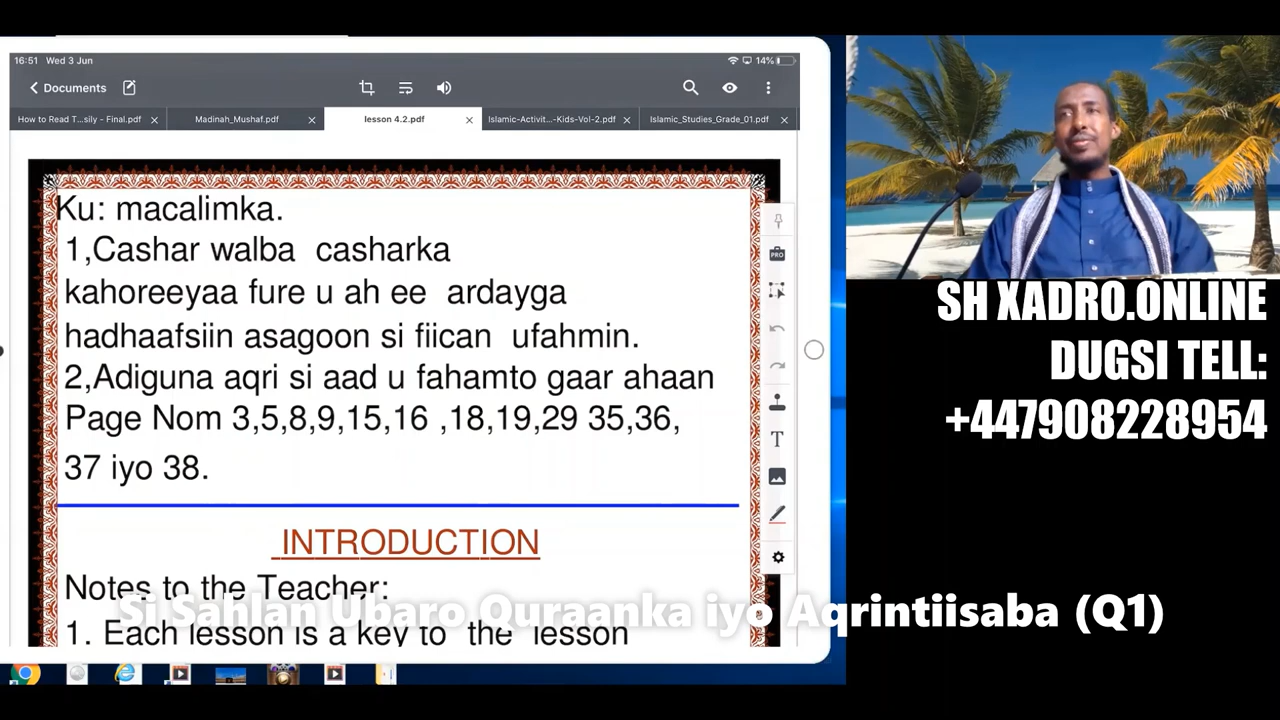 16:51 Wed 3 Jun
14%
Documents
How to Read T...sily - Final.pdf
Madinah_Mushaf.pdf
lesson 4.2.pdf
Islamic-Activit...-Kids-Vol-2.pdf
Islamic_Studies_Grade_01.pdf
Ku: macalimka.
1,Cashar walba casharka
kahoreeyaa fure u ah ee ardayga
hadhaafsiin asagoon si fiican ufahmin.
2,Adiguna aqri si aad u fahamto gaar ahaan
Page Nom 3,5,8,9,15,16 ,18,19,29 35,36,
37 iyo 38.
INTRODUCTION
Notes to the Teacher:
1. Each lesson is a key to the lesson
PRO
T
SH XADRO.ONLINE
DUGSI TELL:
+447908228954
Si Sahlan Ubaro Quraanka iyo Aqrintiisaba (Q1)